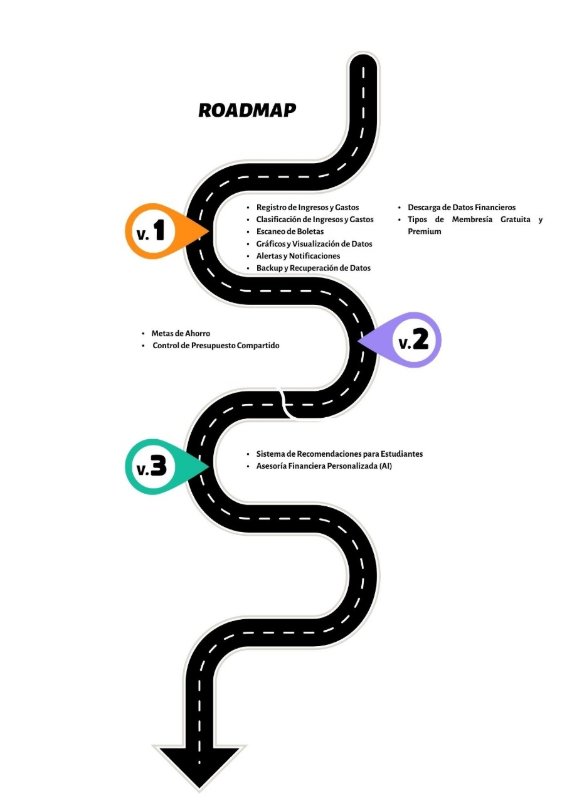 ROADMAP
v. 1
• Registro de Ingresos y Gastos
• Clasificación de Ingresos y Gastos
• Escaneo de Boletas
• Gráficos y Visualización de Datos
• Alertas y Notificaciones
• Backup y Recuperación de Datos
• Descarga de Datos Financieros
• Tipos de Membresía Gratuita y
Premium
• Metas de Ahorro
• Control de Presupuesto Compartido
v.2
v.3
• Sistema de Recomendaciones para Estudiantes
• Asesoría Financiera Personalizada (AI)